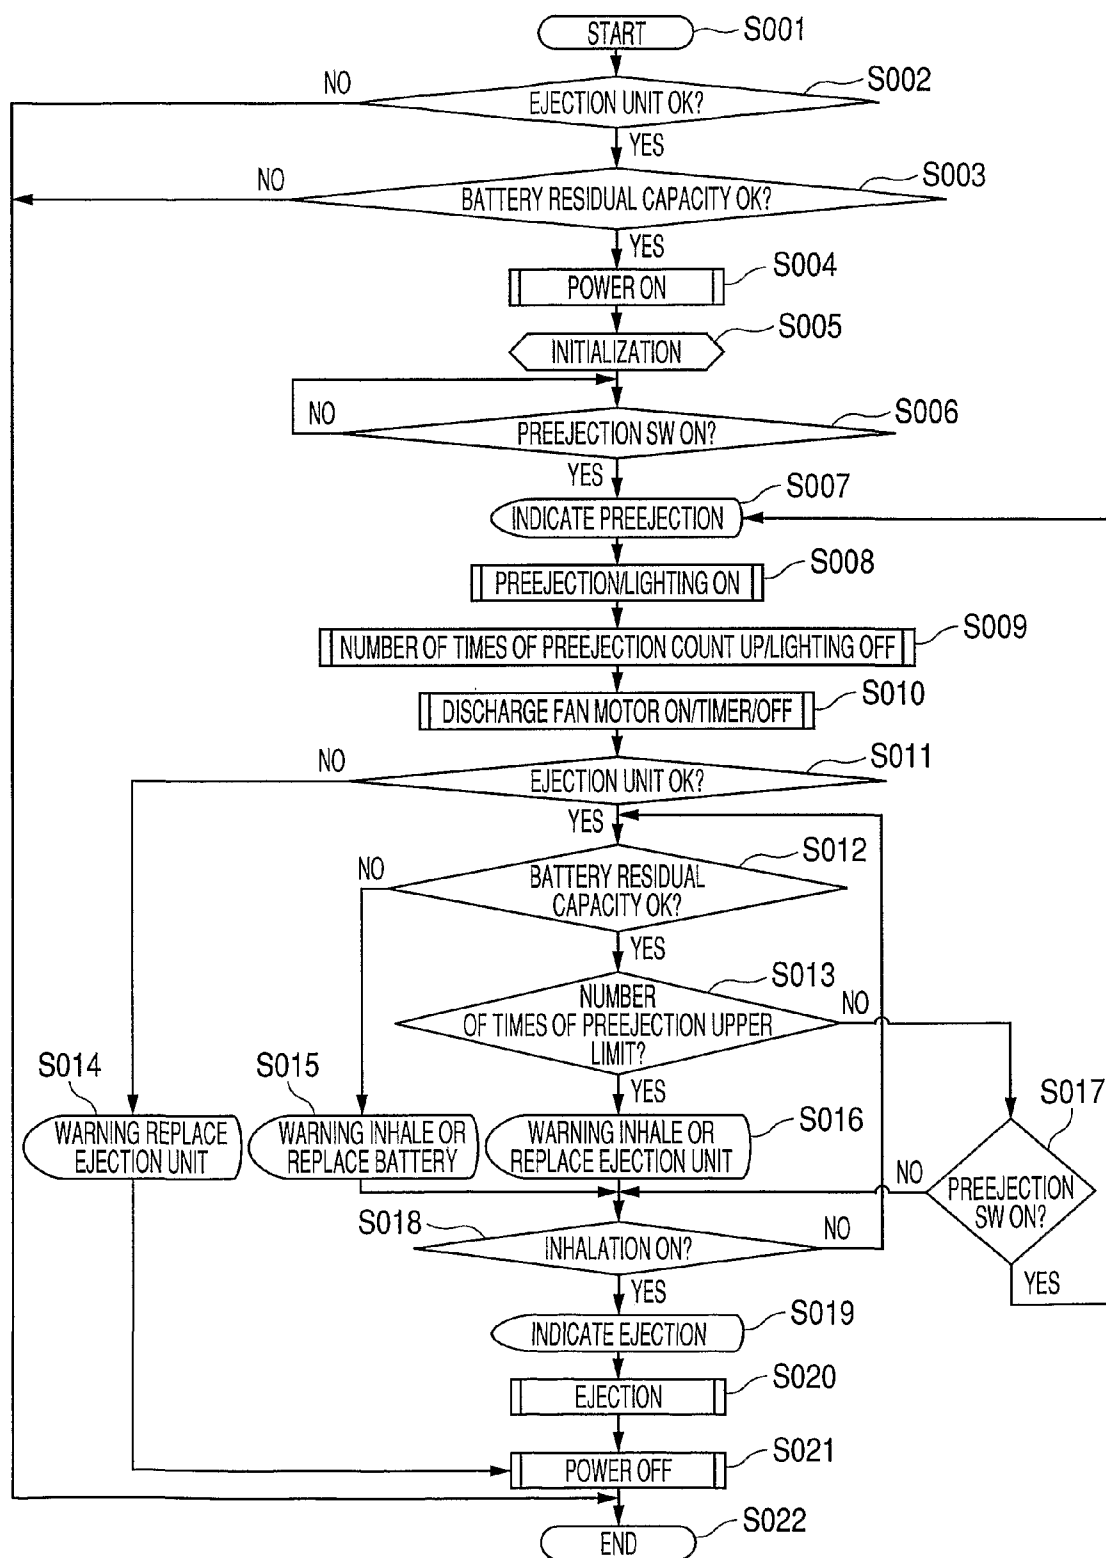 START
S001
NO
S002
EJECTION UNIT OK?
YES
NO
S003
BATTERY RESIDUAL CAPACITY OK?
YES
S004
POWER ON
S005
INITIALIZATION
NO
S006
PREEJECTION SW ON?
YES
S007
INDICATE PREEJECTION
S008
PREEJECTION/LIGHTING ON
S009
NUMBER OF TIMES OF PREEJECTION COUNT UP/LIGHTING OFF
S010
DISCHARGE FAN MOTOR ON/TIMER/OFF
NO
S011
EJECTION UNIT OK?
YES
NO
S012
BATTERY RESIDUAL
CAPACITY OK?
YES
S013
NUMBER
OF TIMES OF PREEJECTION UPPER
LIMIT?
NO
YES
S014
WARNING REPLACE
EJECTION UNIT
S015
WARNING INHALE OR
REPLACE BATTERY
S016
WARNING INHALE OR
REPLACE EJECTION UNIT
S017
PREEJECTION
SW ON?
NO
YES
S018
INHALATION ON?
NO
YES
S019
INDICATE EJECTION
S020
EJECTION
S021
POWER OFF
S022
END